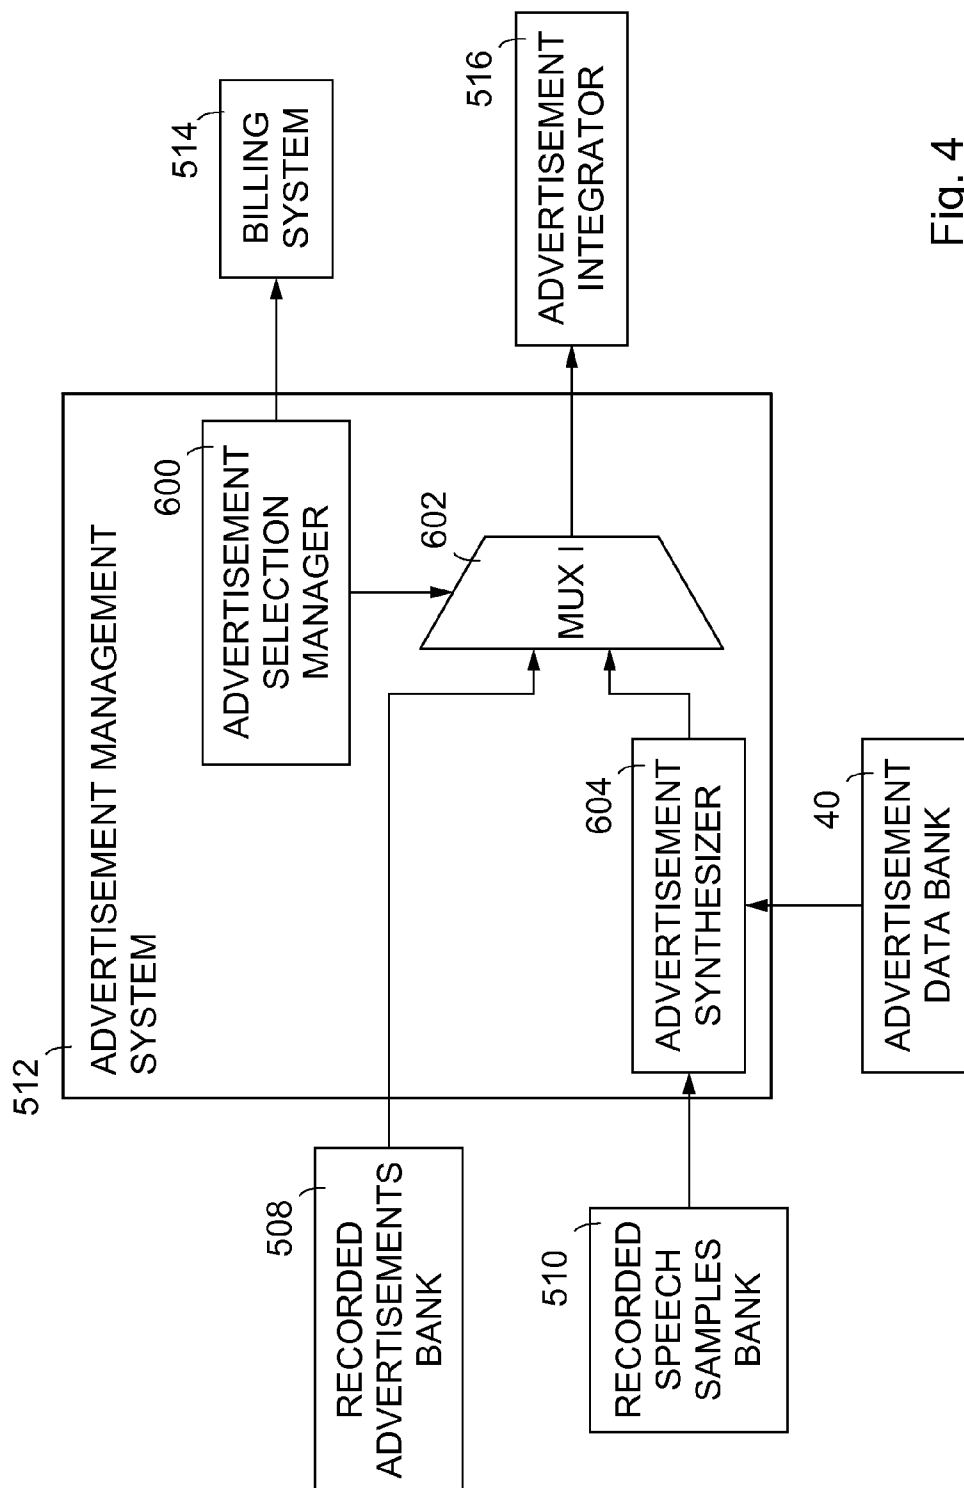 512
ADVERTISEMENT MANAGEMENT
SYSTEM
600
ADVERTISEMENT
SELECTION
MANAGER
514
BILLING
SYSTEM
508
RECORDED
ADVERTISEMENTS
BANK
602
MUX I
516
ADVERTISEMENT
INTEGRATOR
510
RECORDED
SPEECH
SAMPLES
BANK
604
ADVERTISEMENT
SYNTHESIZER
40
ADVERTISEMENT
DATA BANK
Fig. 4